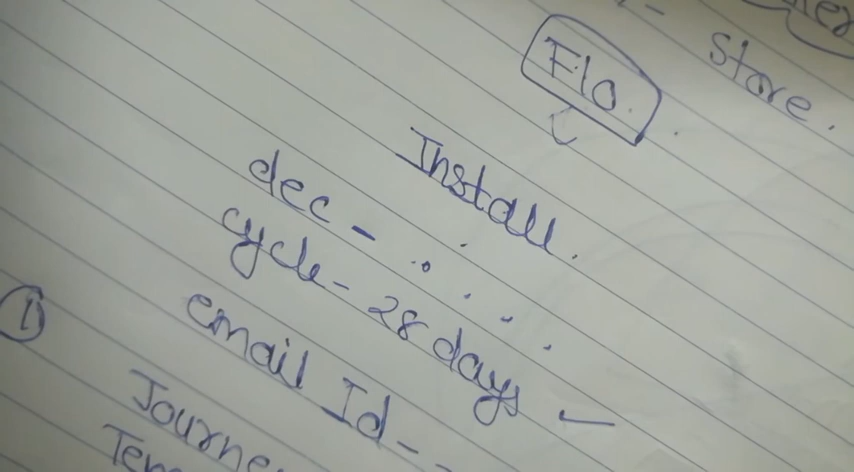 store.
Flo.
Install.
dec - . . . . .
cycle - 28 days -
email Id - -
①